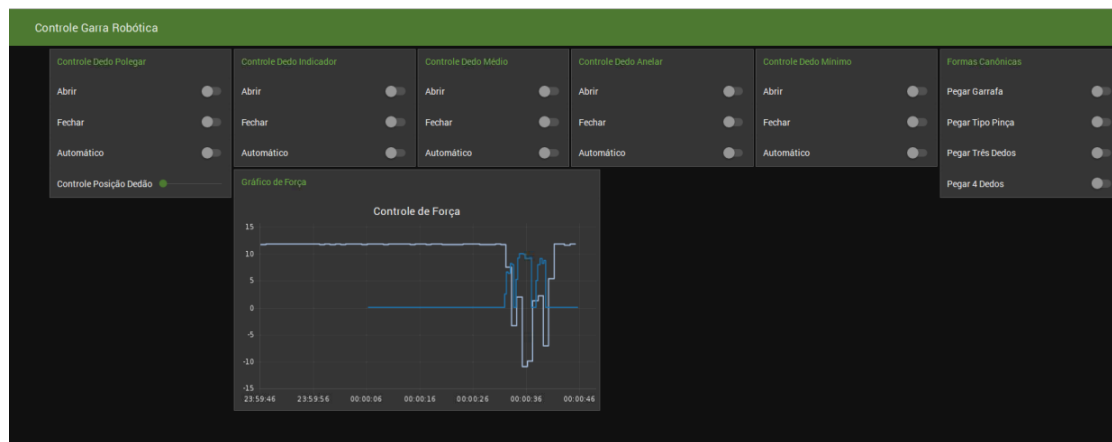 Controle Garra Robótica
Controle Dedo Polegar
Abrir
Fechar
Automático
Controle Posição Dedão
Controle Dedo Indicador
Abrir
Fechar
Automático
Controle Dedo Médio
Abrir
Fechar
Automático
Controle Dedo Anelar
Abrir
Fechar
Automático
Controle Dedo Mínimo
Abrir
Fechar
Automático
Formas Canônicas
Pegar Garrafa
Pegar Tipo Pinça
Pegar Três Dedos
Pegar 4 Dedos
Gráfico de Força
Controle de Força
15
10
5
0
-5
-10
-15
23:59:46 23:59:56 00:00:06 00:00:16 00:00:26 00:00:36 00:00:46